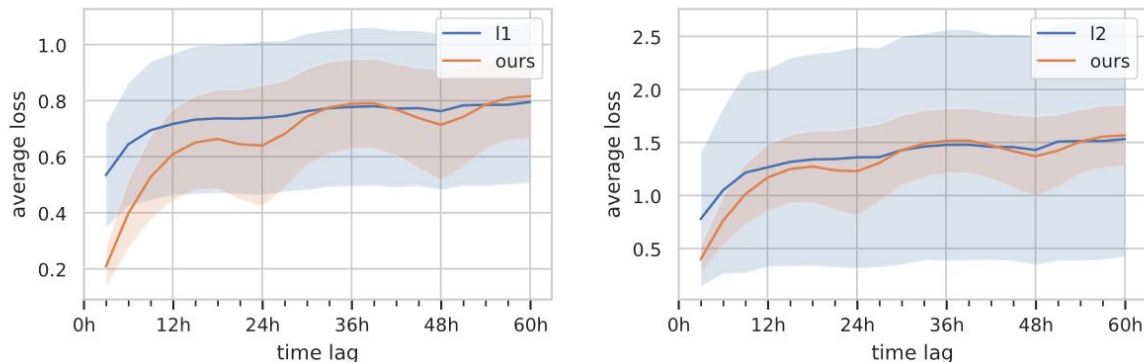 average loss
1.0
0.8
0.6
0.4
0.2
0h
12h
24h
36h
48h
60h
time lag
l1
ours
average loss
2.5
2.0
1.5
1.0
0.5
0h
12h
24h
36h
48h
60h
time lag
l2
ours